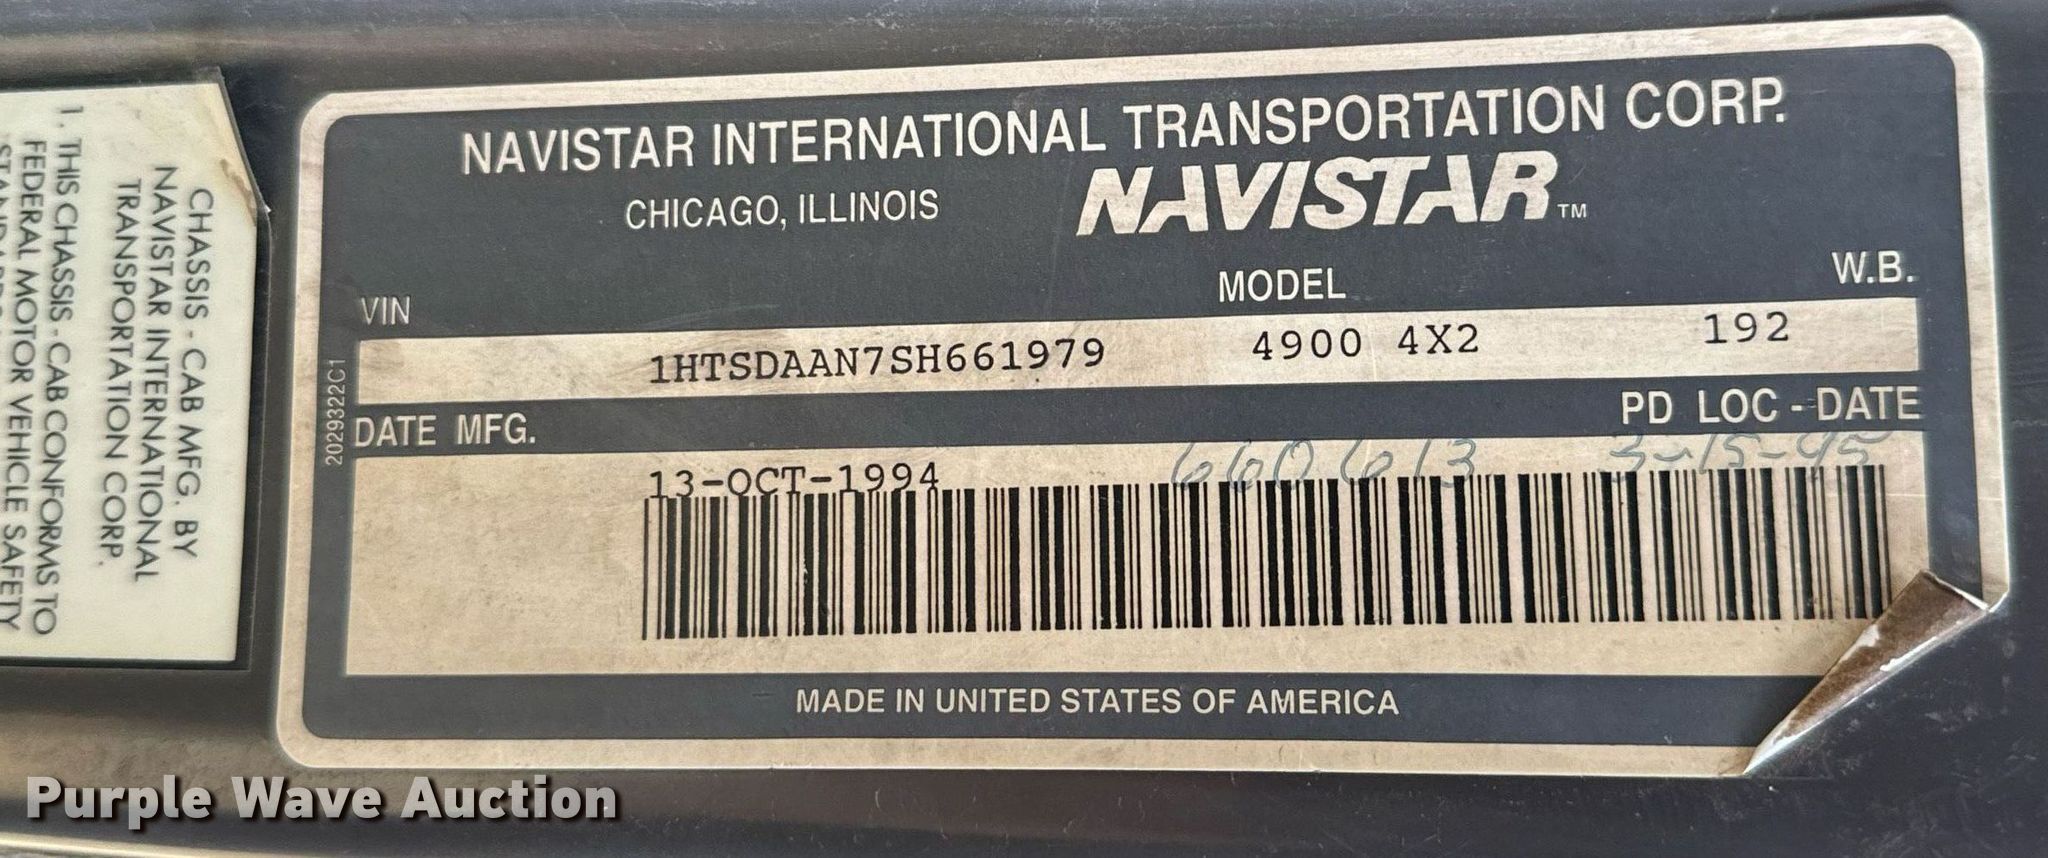 CHASSIS - CAB MFG. BY
NAVISTAR INTERNATIONAL
TRANSPORTATION CORP.
1. THIS CHASSIS - CAB CONFORMS TO
FEDERAL MOTOR VEHICLE SAFETY
NAVISTAR INTERNATIONAL TRANSPORTATION CORP.
CHICAGO, ILLINOIS
NAVISTAR™
VIN MODEL W.B.
1HTSDAAN7SH661979 4900 4X2 192
2029322C1
DATE MFG. PD LOC - DATE
13-OCT-1994 660613 3-15-95
MADE IN UNITED STATES OF AMERICA
Purple Wave Auction